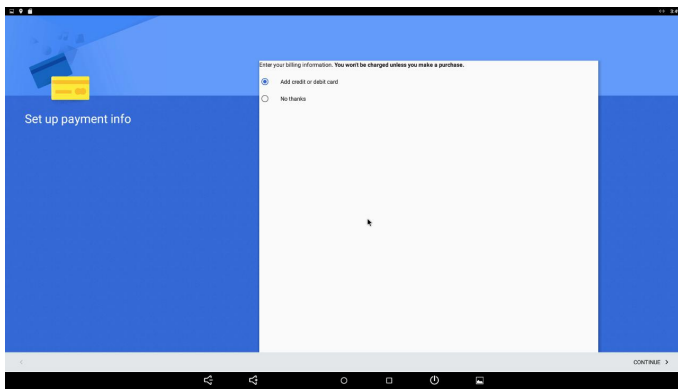 Set up payment info
Enter your billing information. You won't be charged unless you make a purchase.
Add credit or debit card
No thanks
CONTINUE